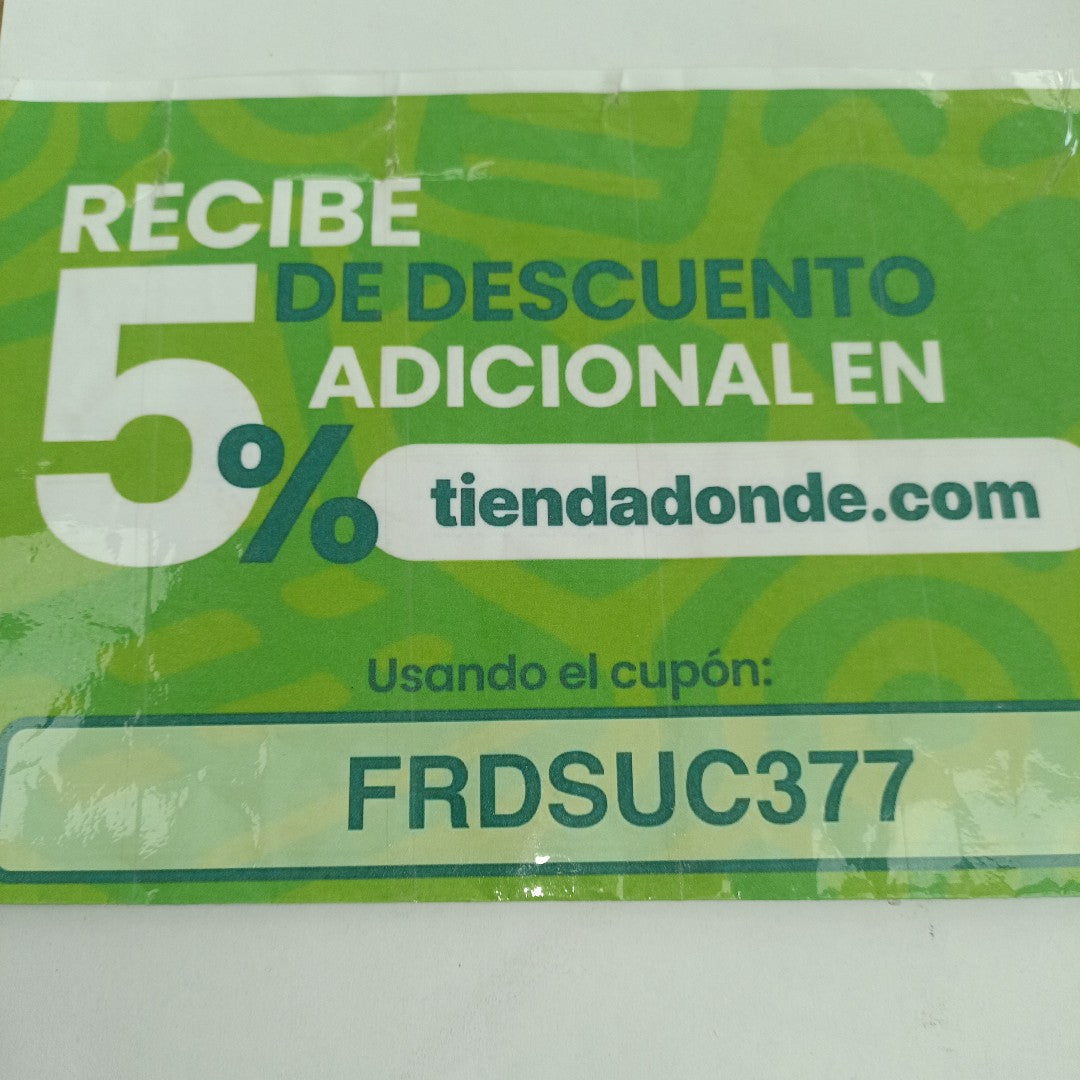 RECIBE
5% DE DESCUENTO
ADICIONAL EN
tiendadonde.com
Usando el cupón:
FRDSUC377